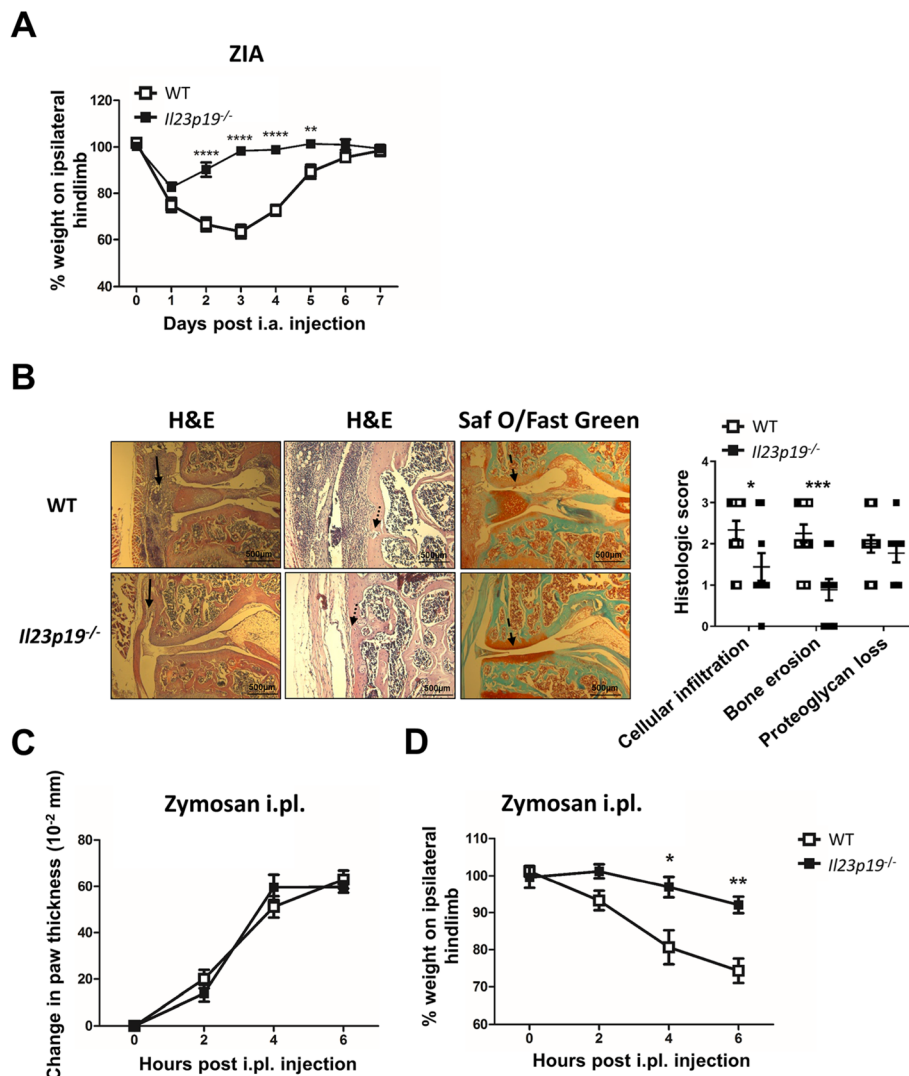 A
ZIA
WT
Il23p19-/-
% weight on ipsilateral
hindlimb
120
100
80
60
40
****
****
****
**
0 1 2 3 4 5 6 7
Days post i.a. injection
B
H&E H&E Saf O/Fast Green
WT
Il23p19-/-
500µm 500µm 500µm
500µm 500µm 500µm
WT
Il23p19-/-
Histologic score
4
3
2
1
0
*
***
Cellular infiltration
Bone erosion
Proteoglycan loss
C
Zymosan i.pl.
Change in paw thickness (10-2 mm)
80
60
40
20
0
0 2 4 6
Hours post i.pl. injection
D
Zymosan i.pl.
WT
Il23p19-/-
% weight on ipsilateral
hindlimb
110
100
90
80
70
60
*
**
0 2 4 6
Hours post i.pl. injection